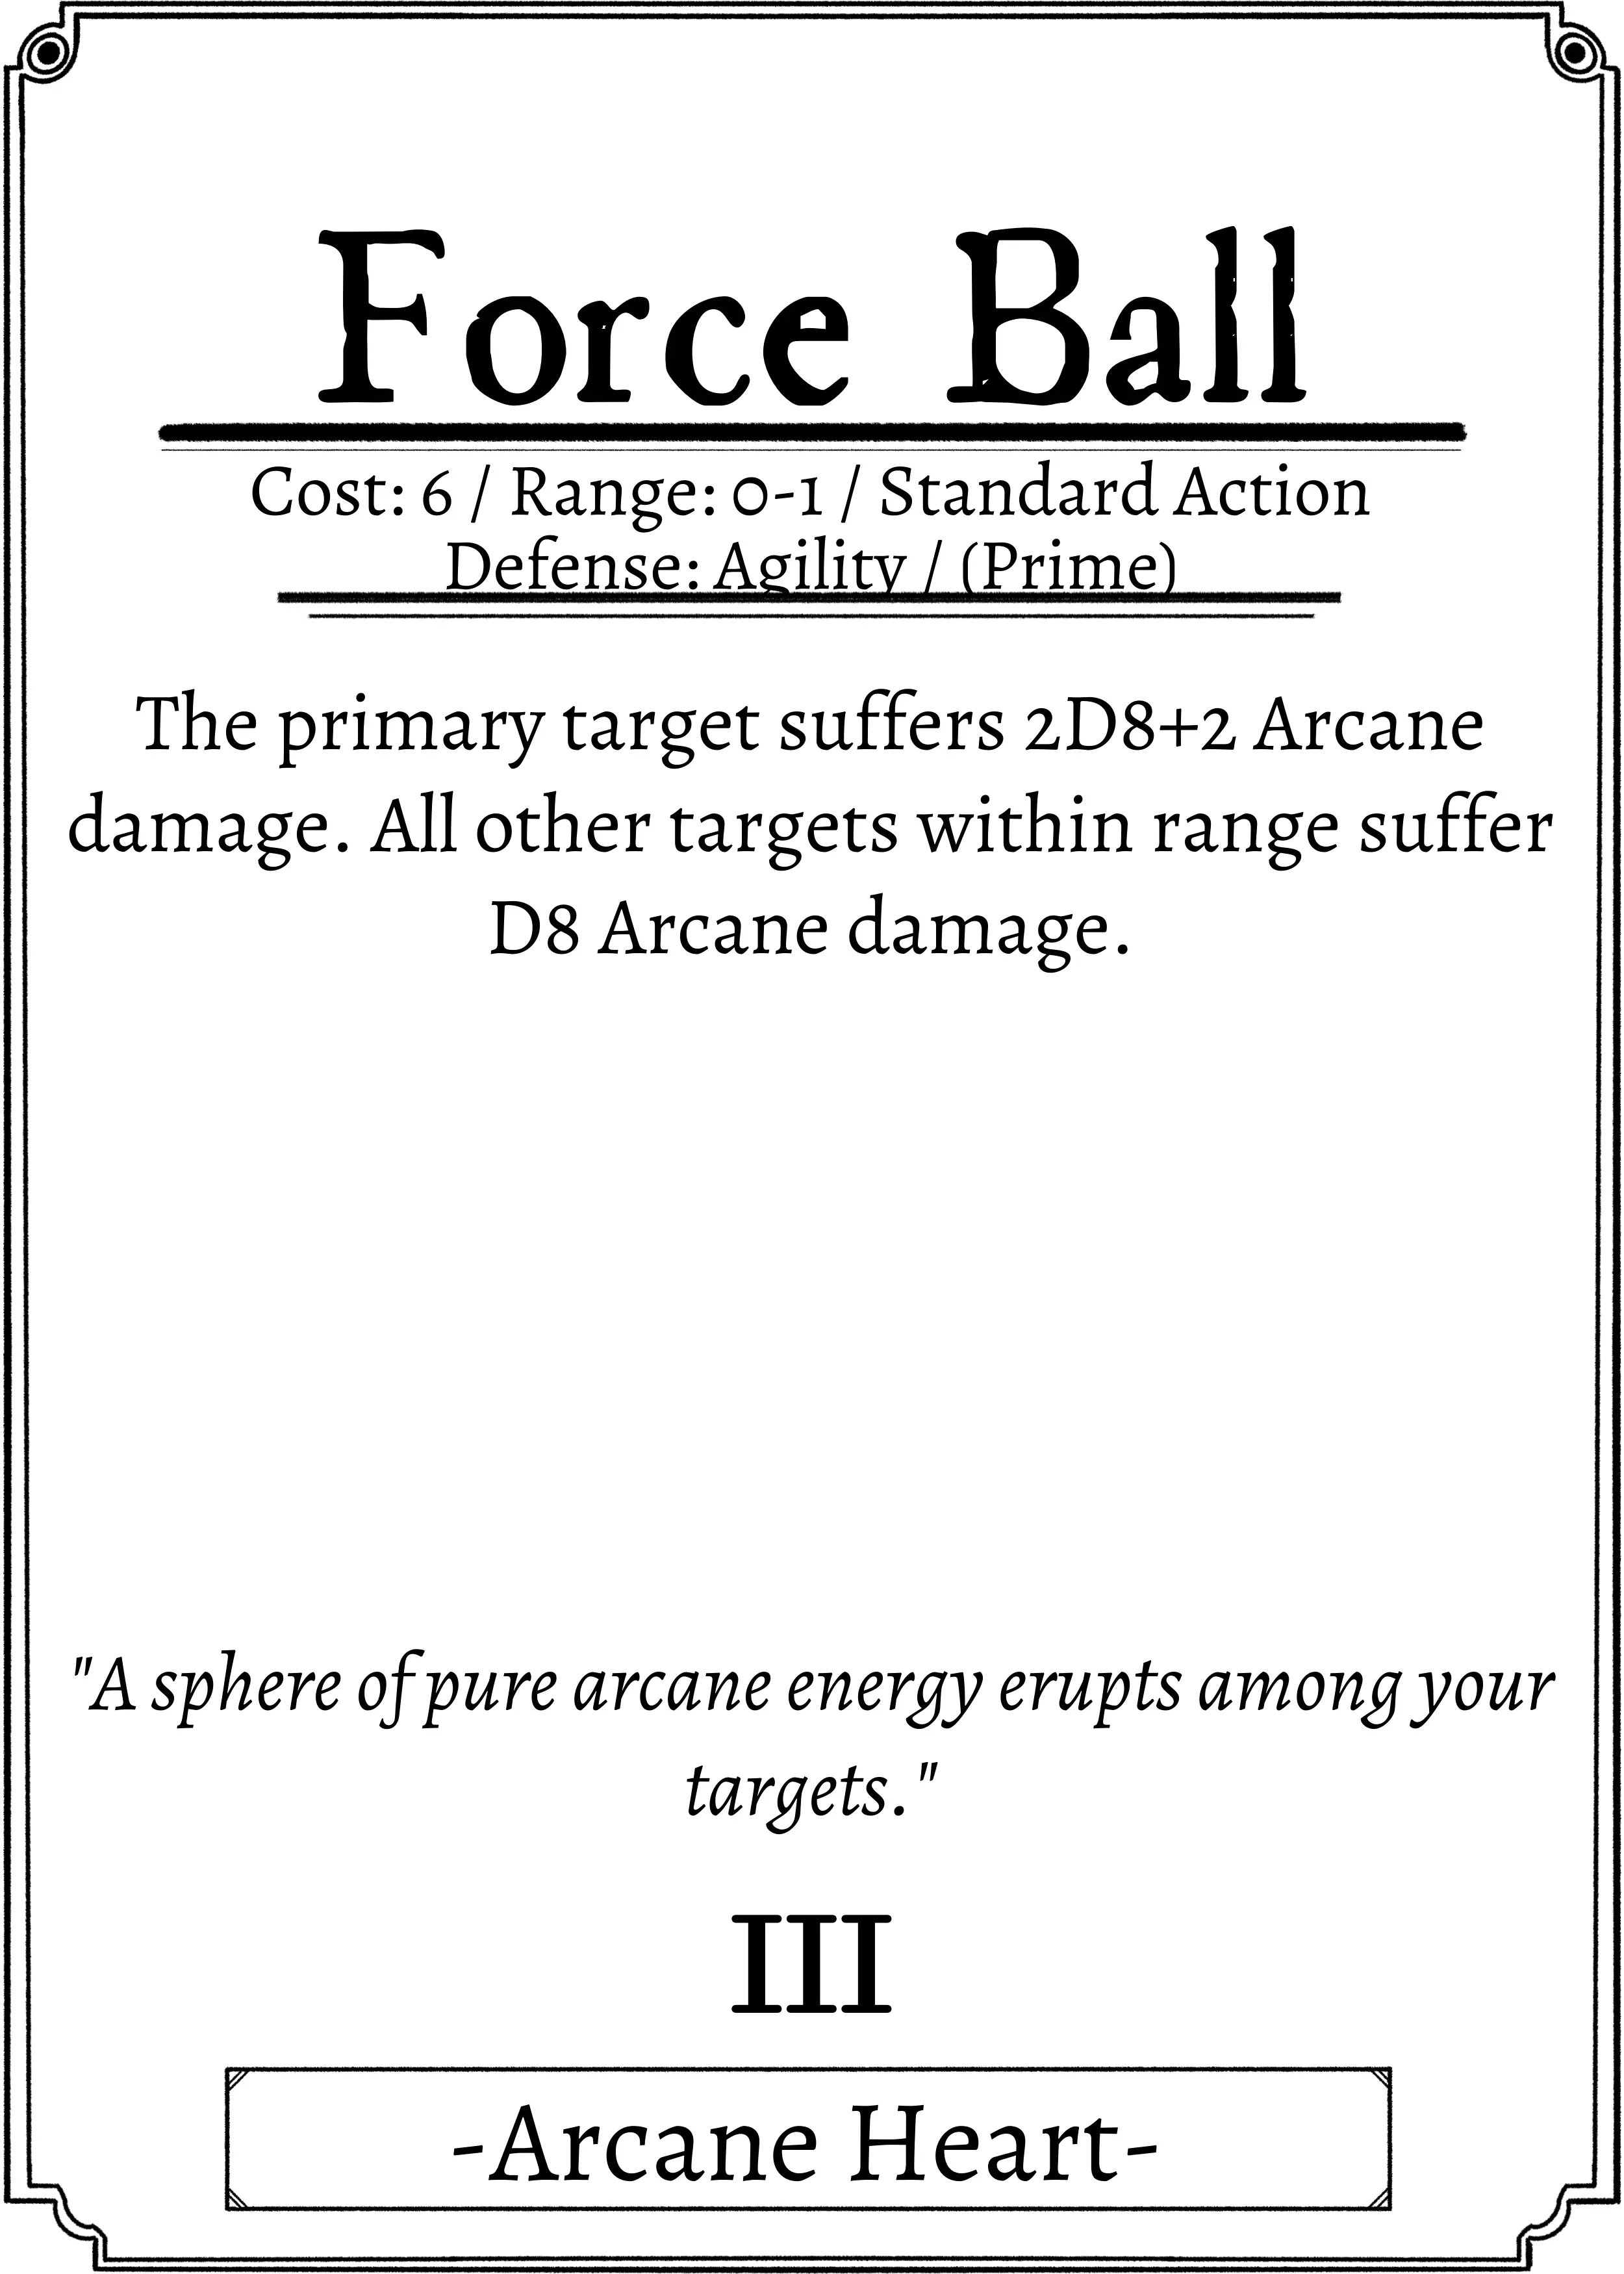 Force Ball
Cost: 6 / Range: 0-1 / Standard Action
Defense: Agility / (Prime)
The primary target suffers 2D8+2 Arcane
damage. All other targets within range suffer
D8 Arcane damage.
"A sphere of pure arcane energy erupts among your
targets."
III
-Arcane Heart-